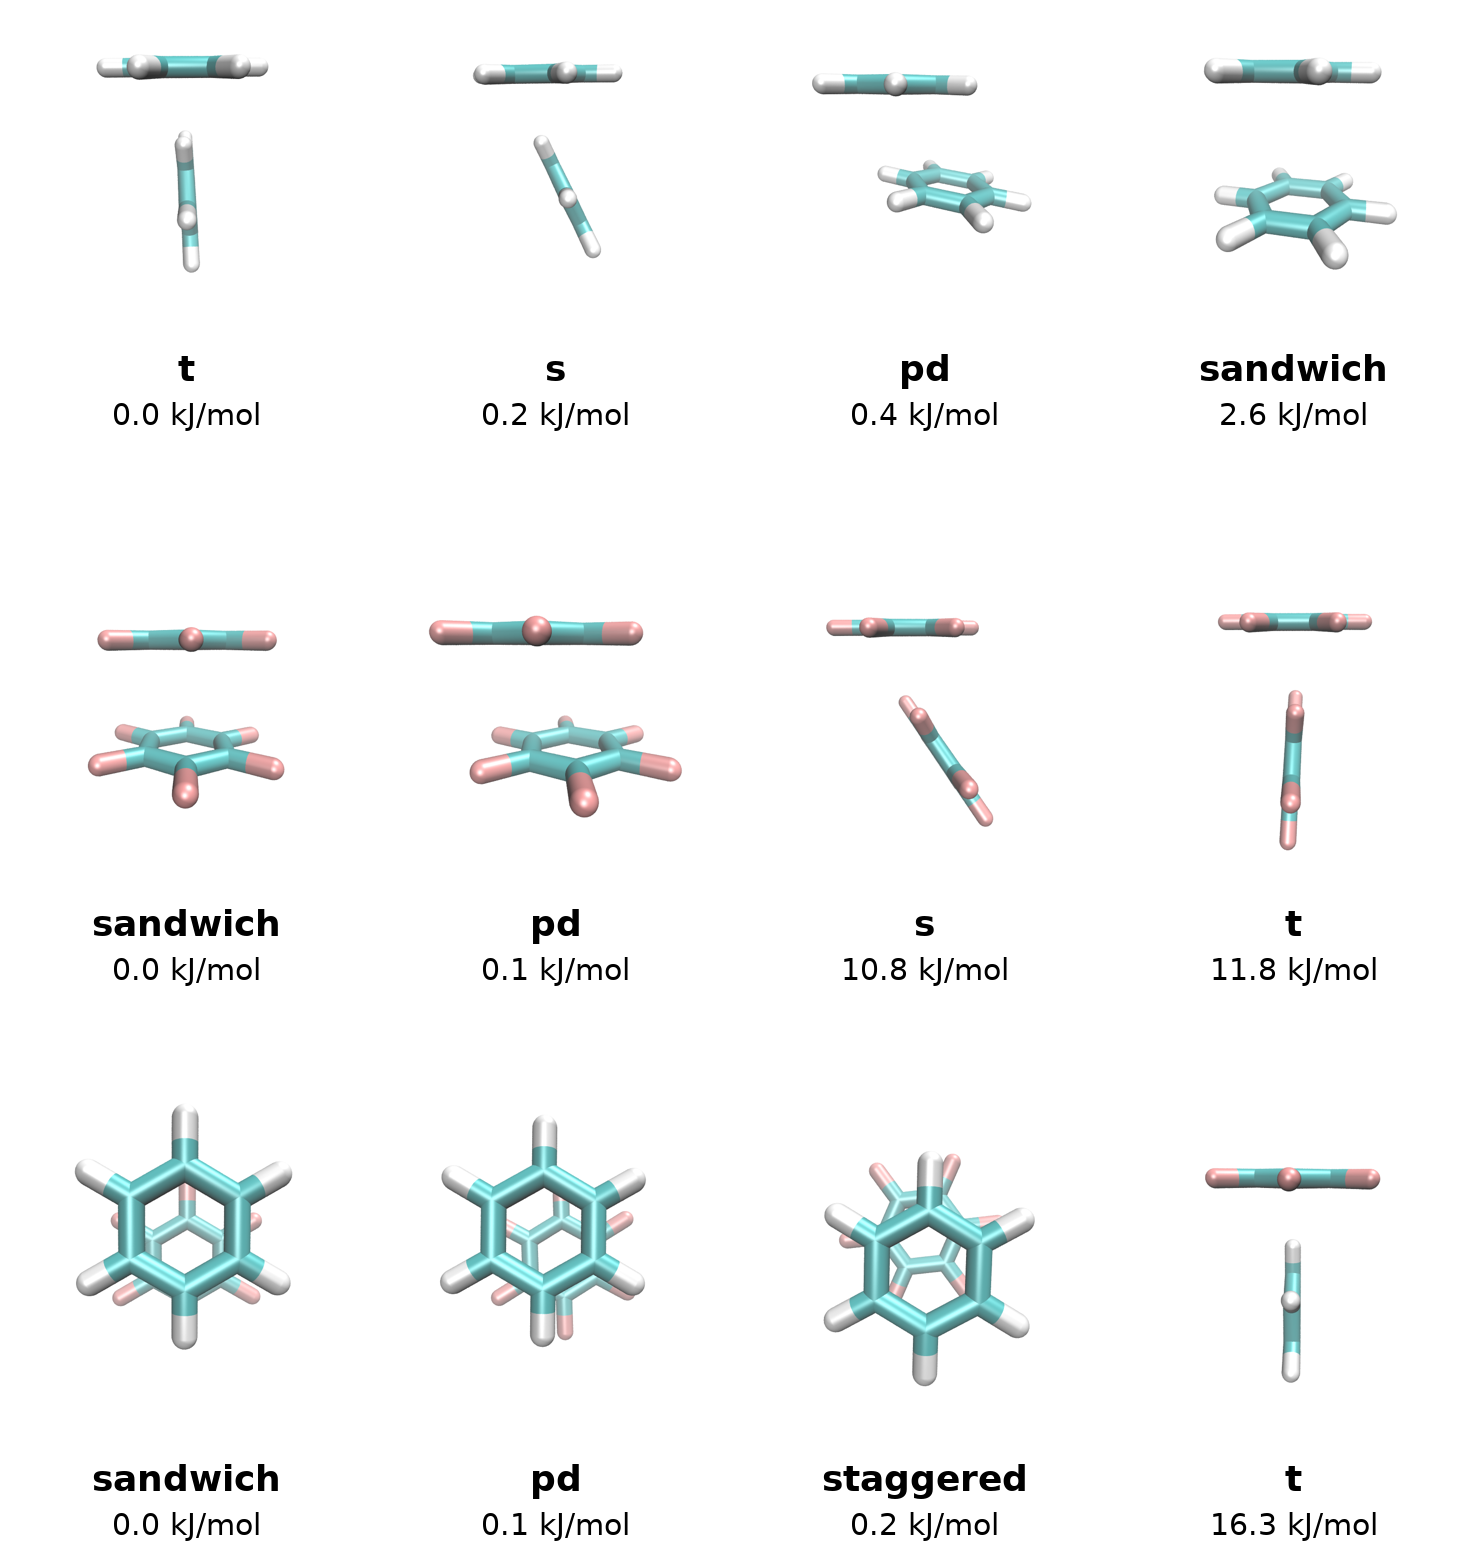 t s pd sandwich
0.0 kJ/mol 0.2 kJ/mol 0.4 kJ/mol 2.6 kJ/mol
sandwich pd s t
0.0 kJ/mol 0.1 kJ/mol 10.8 kJ/mol 11.8 kJ/mol
sandwich pd staggered t
0.0 kJ/mol 0.1 kJ/mol 0.2 kJ/mol 16.3 kJ/mol